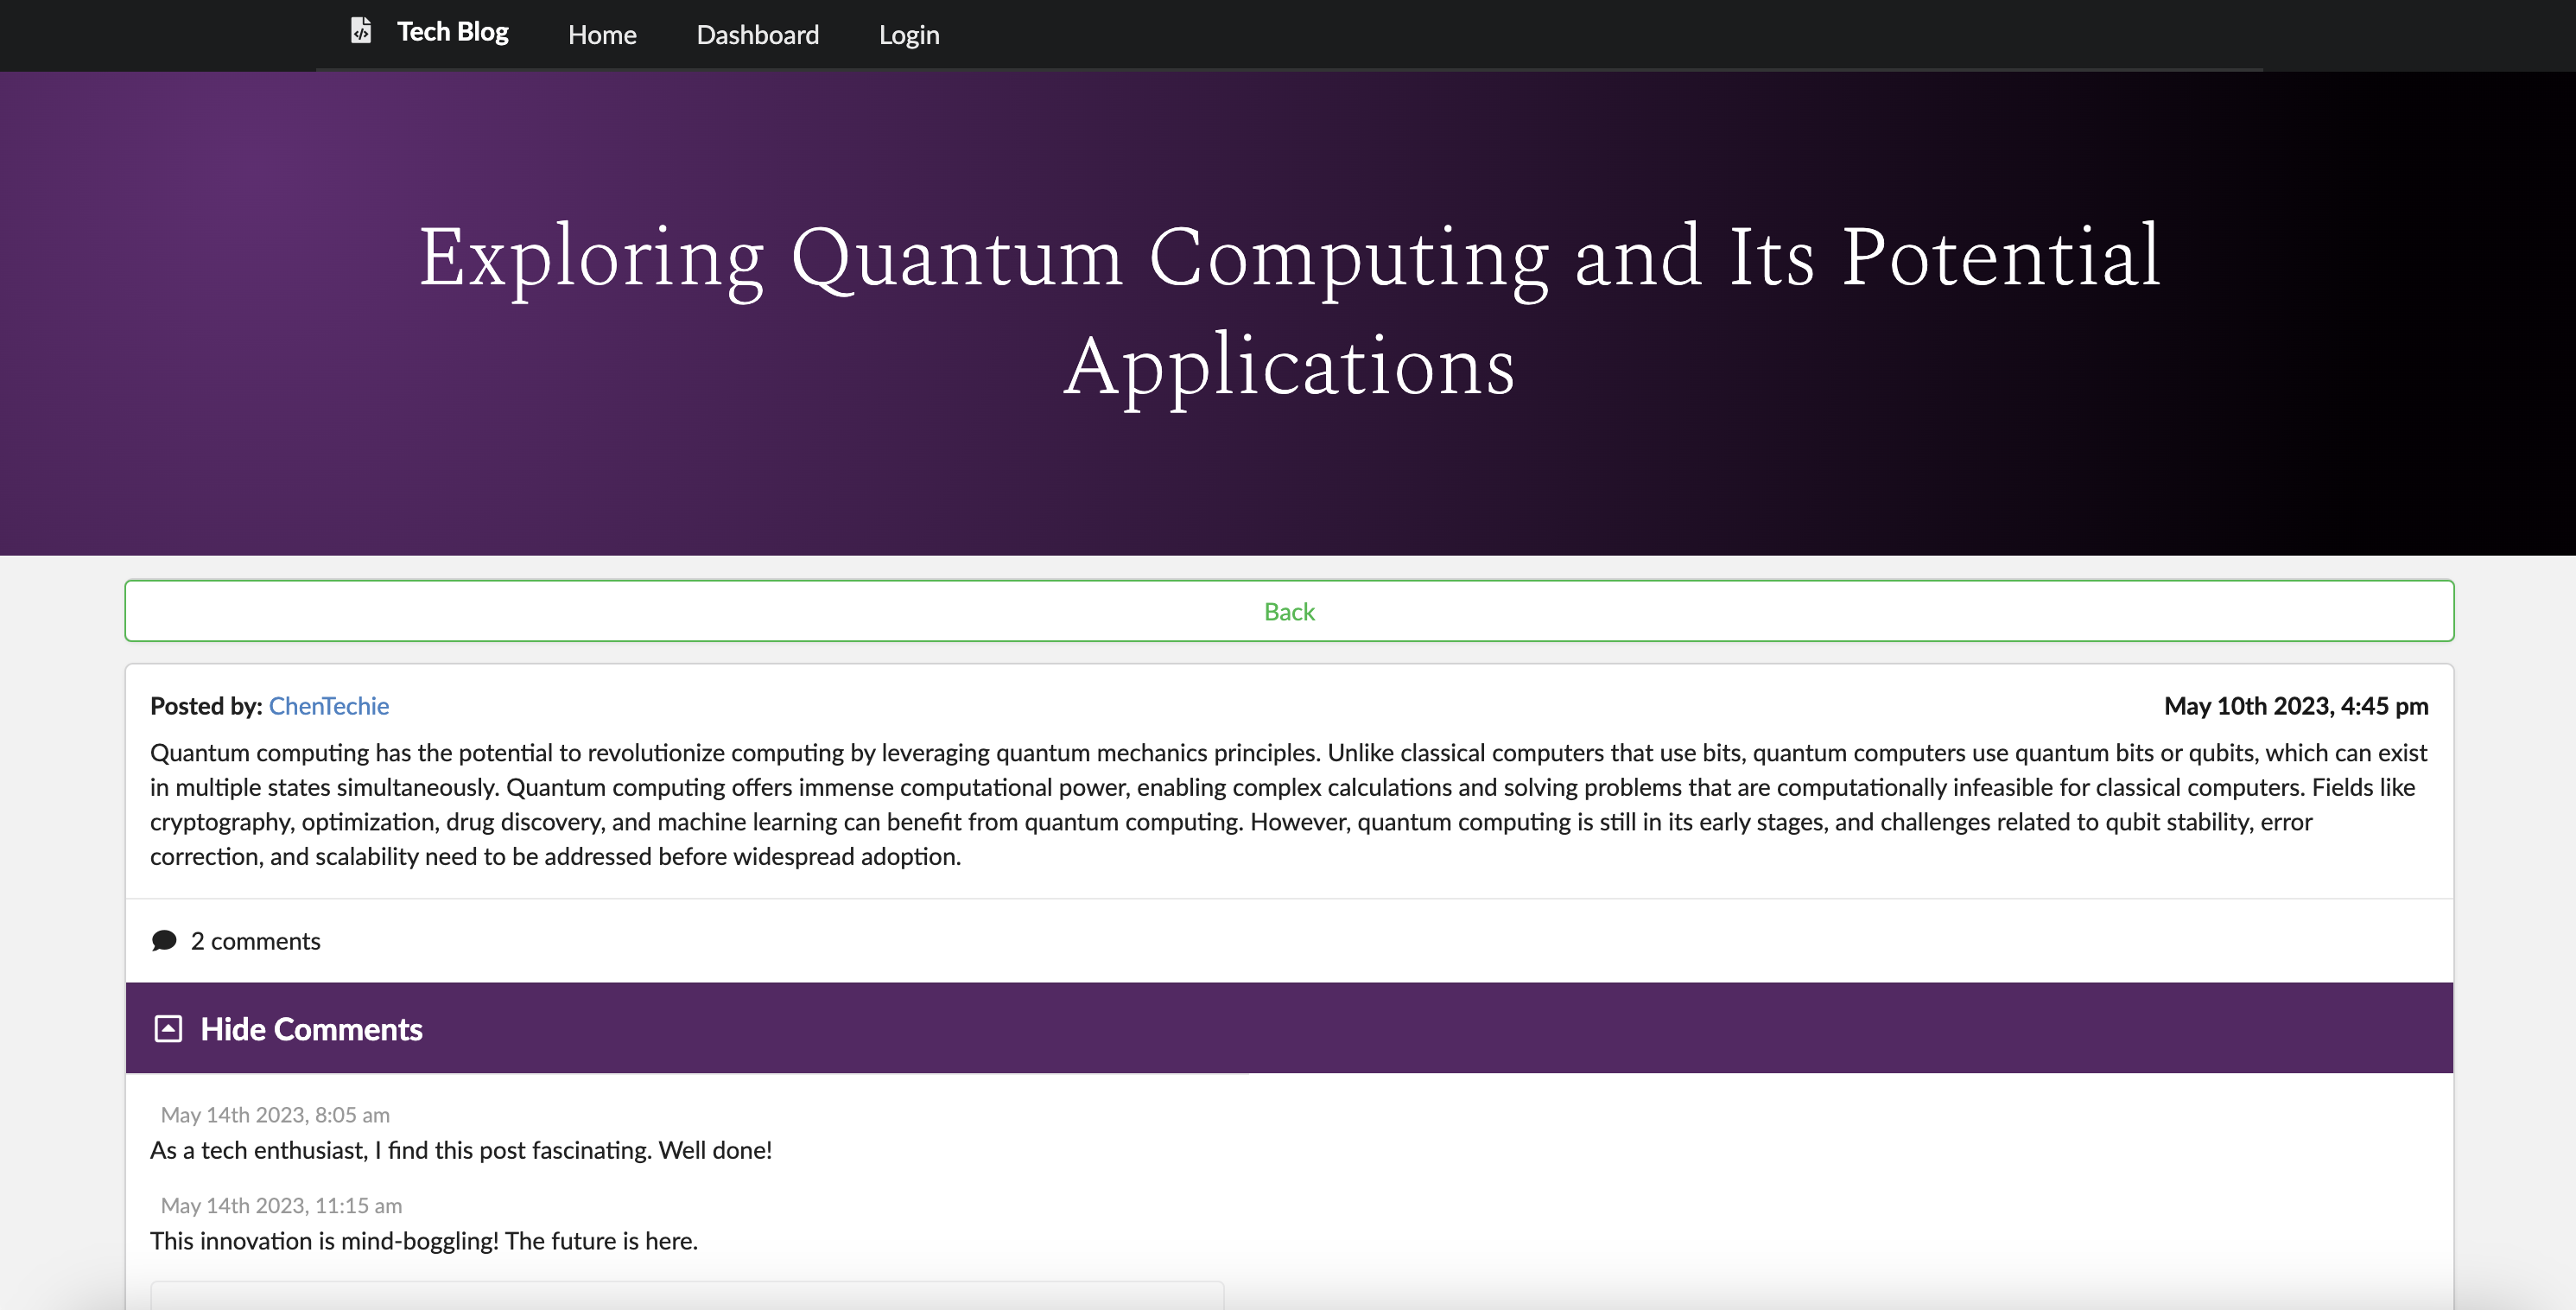 Tech Blog Home Dashboard Login
Exploring Quantum Computing and Its Potential
Applications
Back
Posted by: ChenTechie May 10th 2023, 4:45 pm
Quantum computing has the potential to revolutionize computing by leveraging quantum mechanics principles. Unlike classical computers that use bits, quantum computers use quantum bits or qubits, which can exist
in multiple states simultaneously. Quantum computing offers immense computational power, enabling complex calculations and solving problems that are computationally infeasible for classical computers. Fields like
cryptography, optimization, drug discovery, and machine learning can benefit from quantum computing. However, quantum computing is still in its early stages, and challenges related to qubit stability, error
correction, and scalability need to be addressed before widespread adoption.
2 comments
Hide Comments
May 14th 2023, 8:05 am
As a tech enthusiast, I find this post fascinating. Well done!
May 14th 2023, 11:15 am
This innovation is mind-boggling! The future is here.